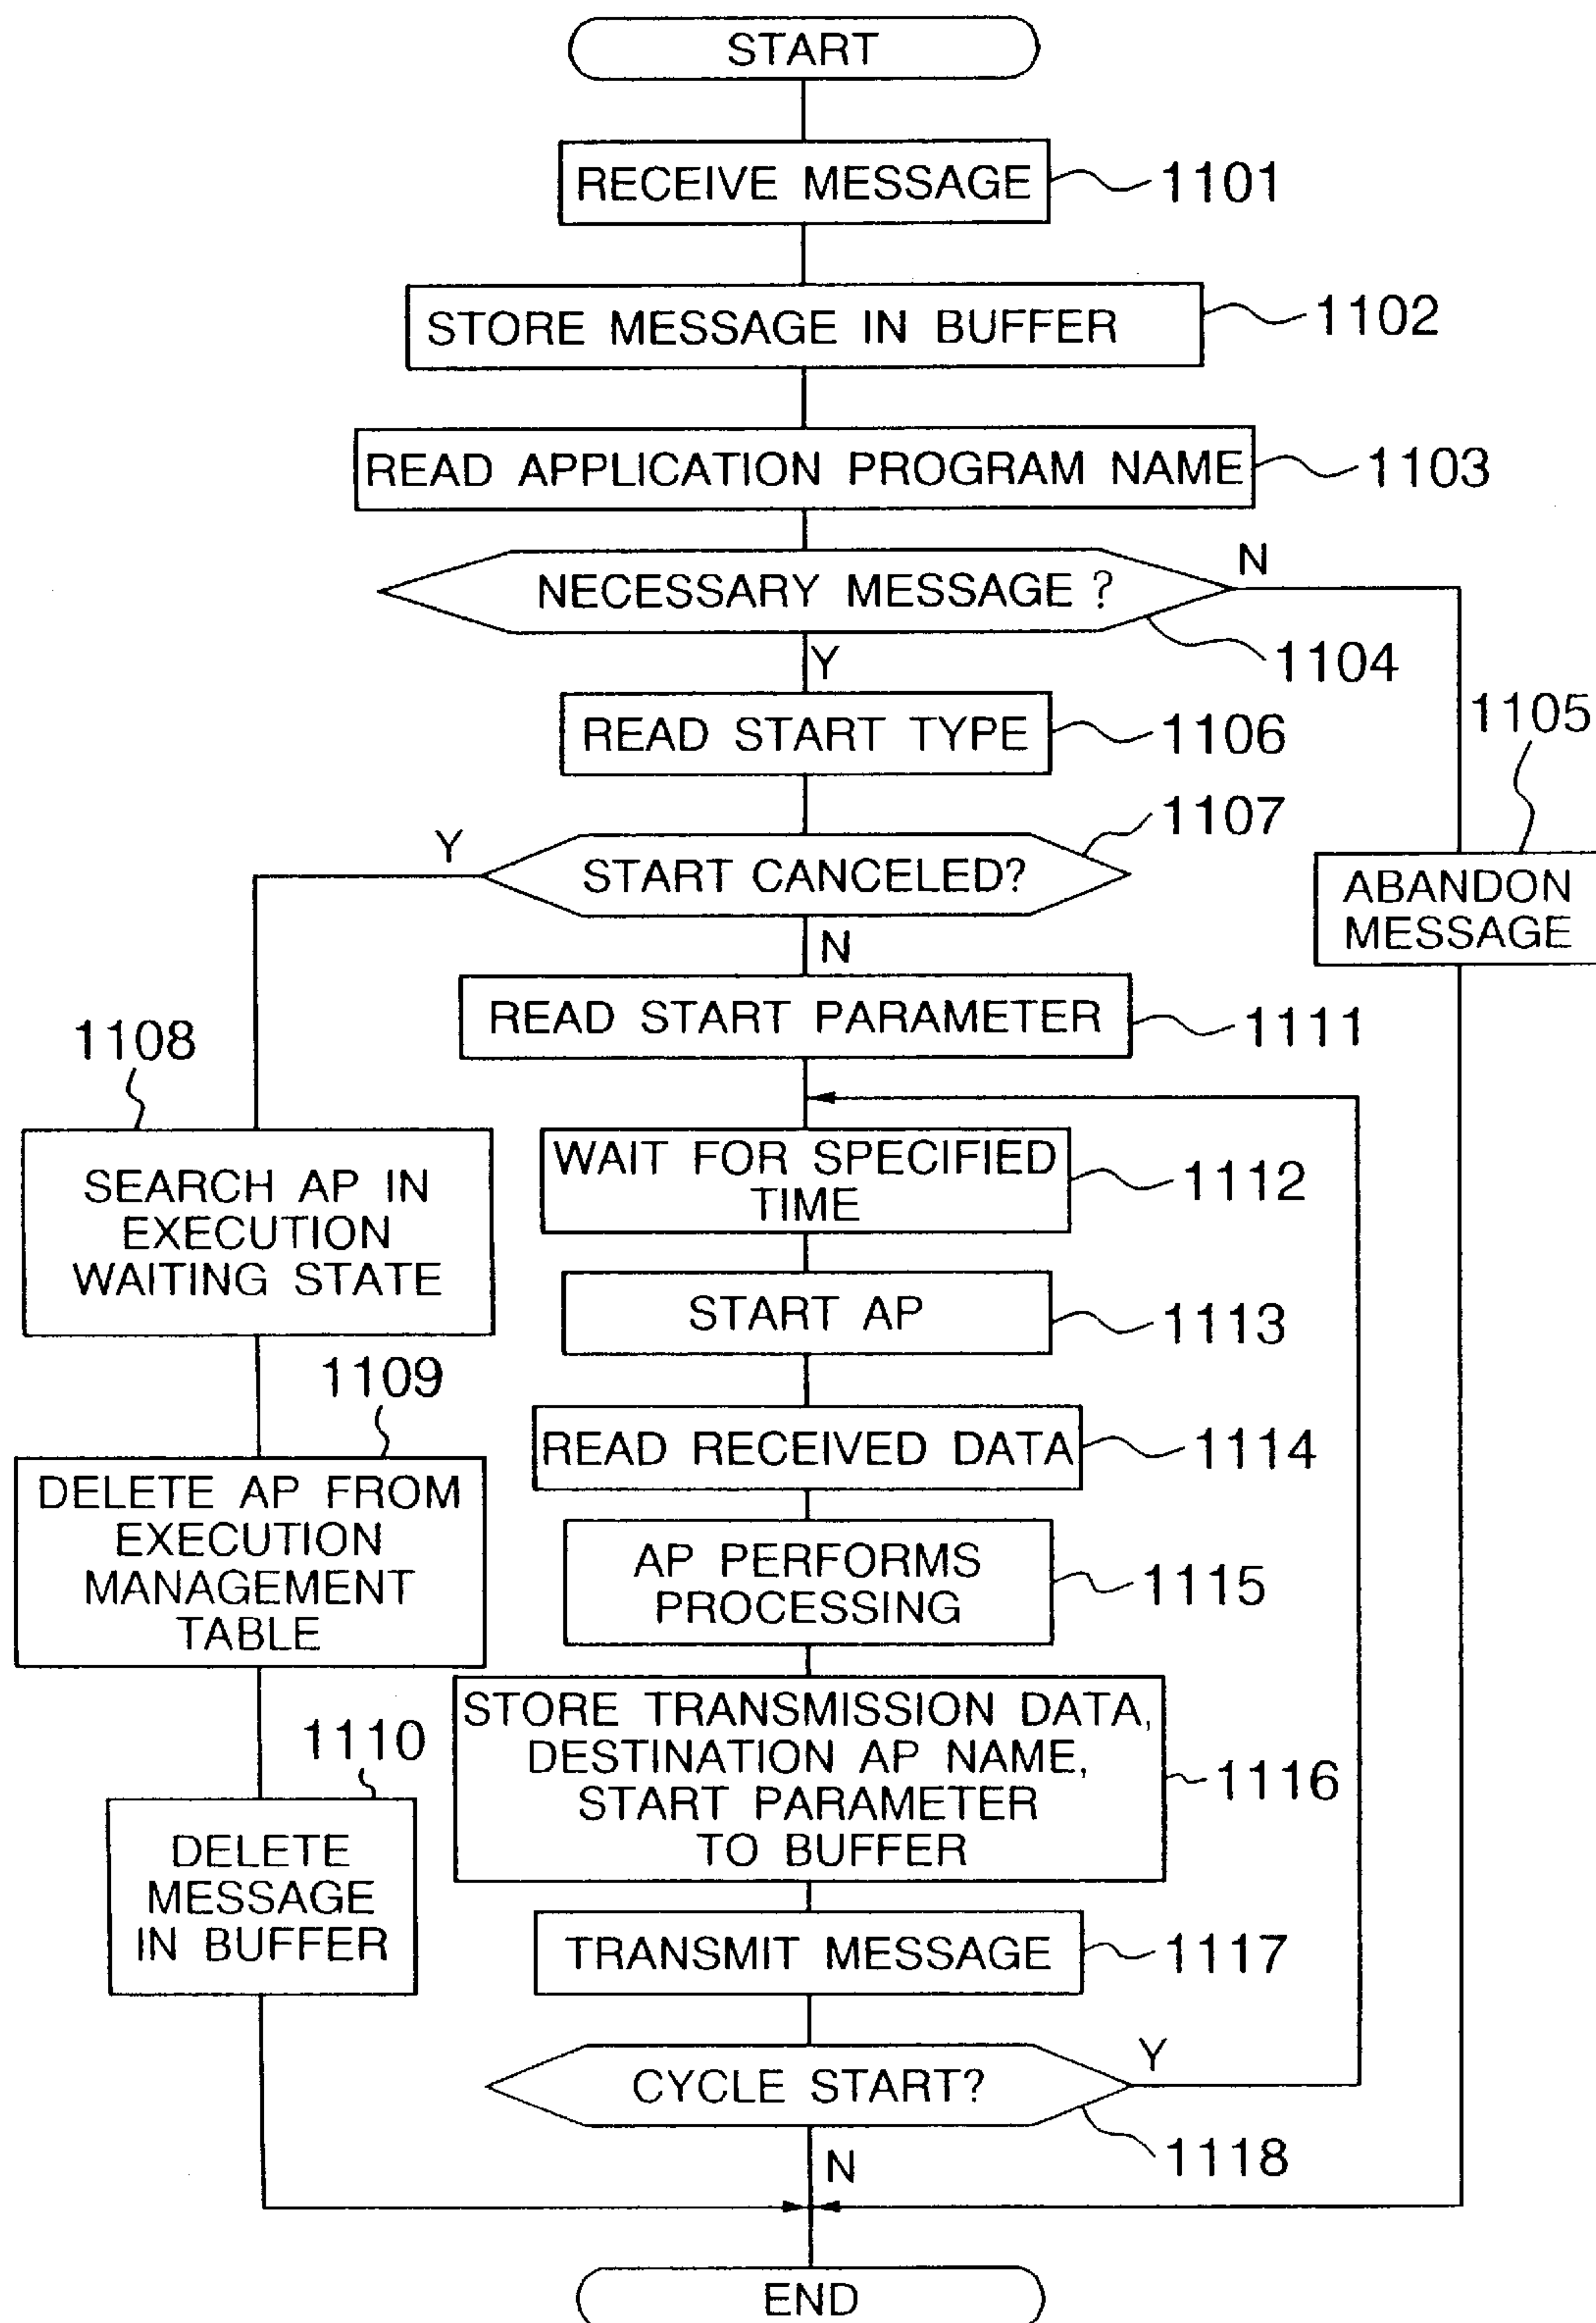 START
RECEIVE MESSAGE
1101
STORE MESSAGE IN BUFFER
1102
READ APPLICATION PROGRAM NAME
1103
NECESSARY MESSAGE ?
N
1104
Y
READ START TYPE
1106
1105
1107
Y
START CANCELED?
ABANDON
MESSAGE
N
READ START PARAMETER
1111
1108
SEARCH AP IN
EXECUTION
WAITING STATE
WAIT FOR SPECIFIED
TIME
1112
START AP
1113
1109
DELETE AP FROM
EXECUTION
MANAGEMENT
TABLE
READ RECEIVED DATA
1114
AP PERFORMS
PROCESSING
1115
1110
DELETE
MESSAGE
IN BUFFER
STORE TRANSMISSION DATA,
DESTINATION AP NAME,
START PARAMETER
TO BUFFER
1116
TRANSMIT MESSAGE
1117
CYCLE START?
Y
1118
N
END